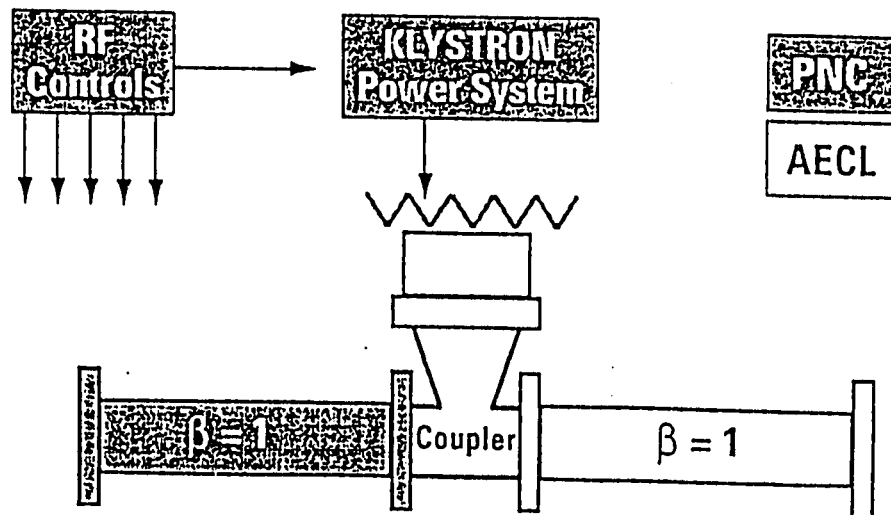 RF
Controls
KLYSTRON
Power System
PNC
AECL
β = 1
Coupler
β = 1